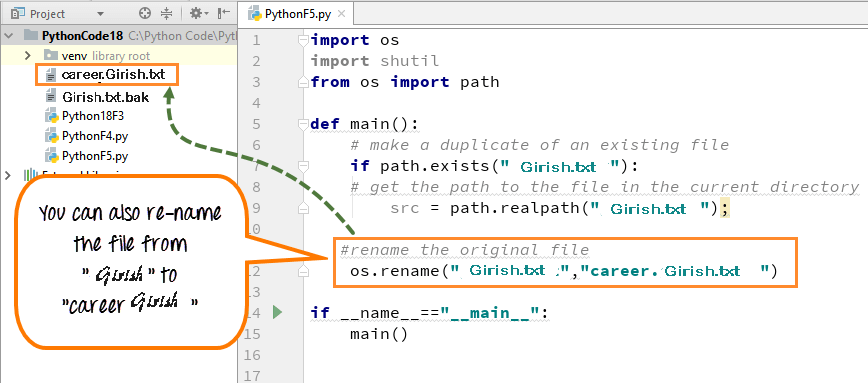 Project
PythonCode18 C:\Python Code\Pyth
venv library root
career.Girish.txt
Girish.txt.bak
Python18F3
PythonF4.py
PythonF5.py
You can also re-name
the file from
" Girish " to
"career Girish "
PythonF5.py
1 import os
2 import shutil
3 from os import path
4
5 def main():
6 # make a duplicate of an existing file
7 if path.exists(" Girish.txt "):
8 # get the path to the file in the current directory
9 src = path.realpath(" Girish.txt ");
10
#rename the original file
12 os.rename(" Girish.txt ","career. Girish.txt ")
13
14 if __name__=="__main__":
15 main()
16
17